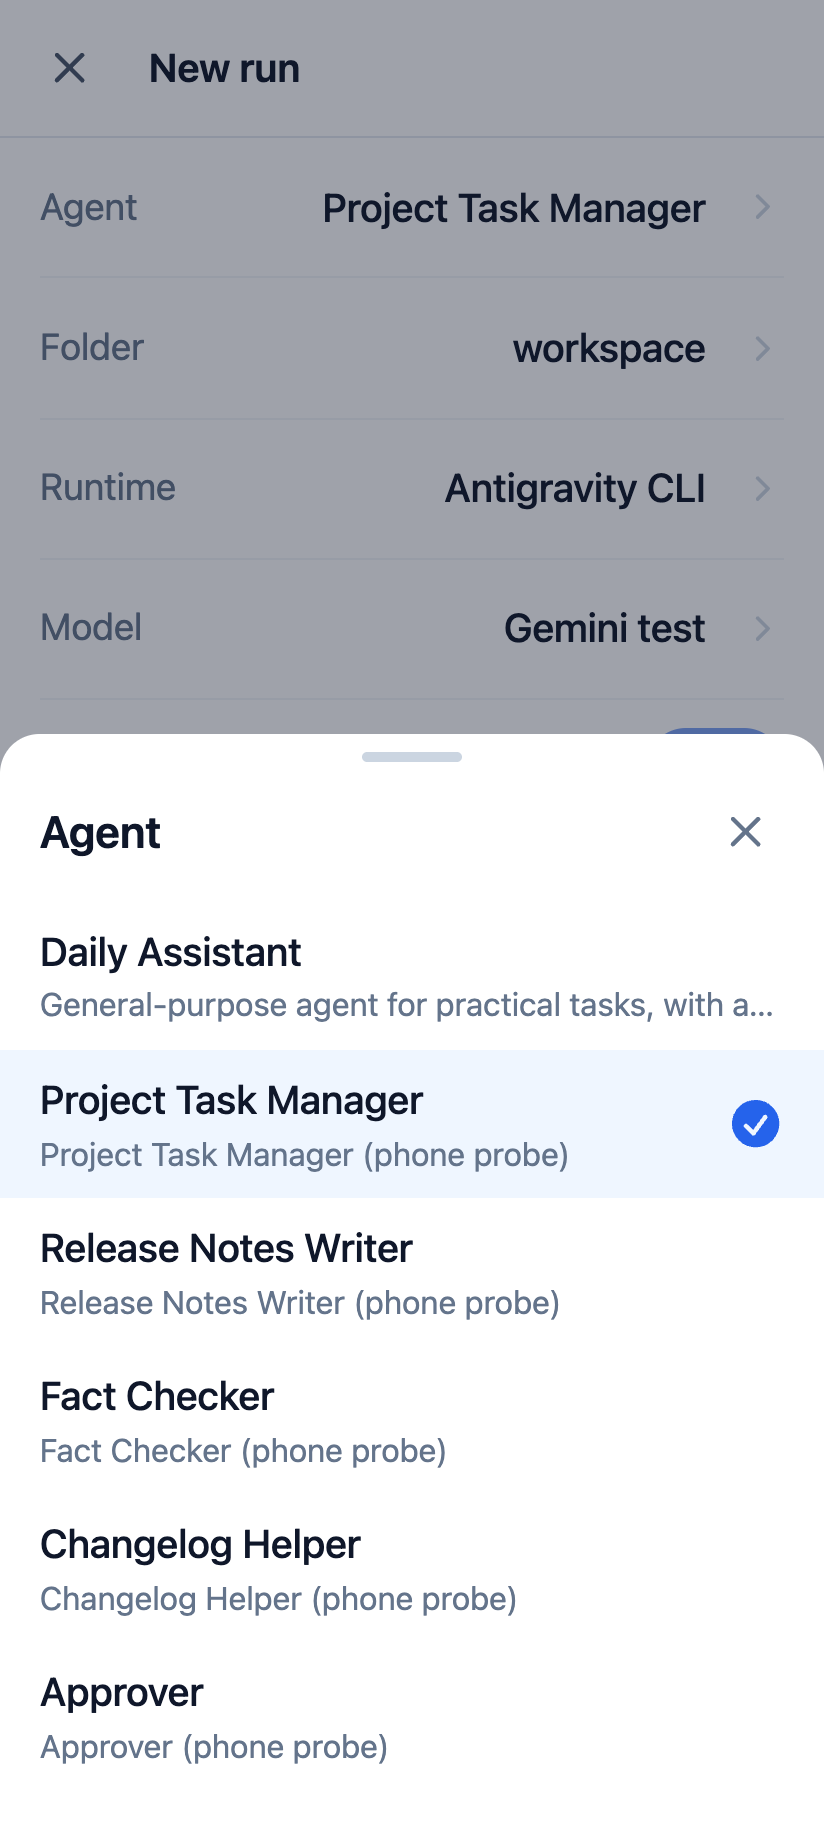 New run
Agent
Project Task Manager
Folder
workspace
Runtime
Antigravity CLI
Model
Gemini test
Agent
Daily Assistant
General-purpose agent for practical tasks, with a...
Project Task Manager
Project Task Manager (phone probe)
Release Notes Writer
Release Notes Writer (phone probe)
Fact Checker
Fact Checker (phone probe)
Changelog Helper
Changelog Helper (phone probe)
Approver
Approver (phone probe)